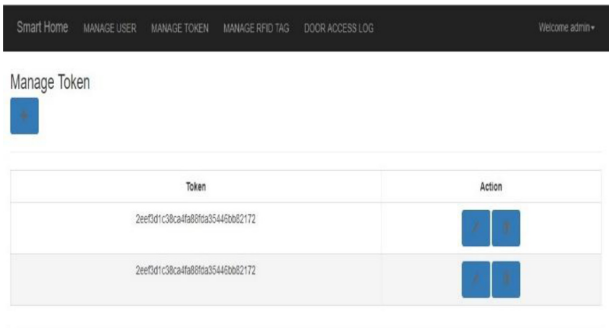 Smart Home MANAGE USER MANAGE TOKEN MANAGE RFID TAG DOOR ACCESS LOG Welcome admin
Manage Token
Token Action
2eef3d1c38ca4fa88fda35446bb82172
2eef3d1c38ca4fa88fda35446bb82172